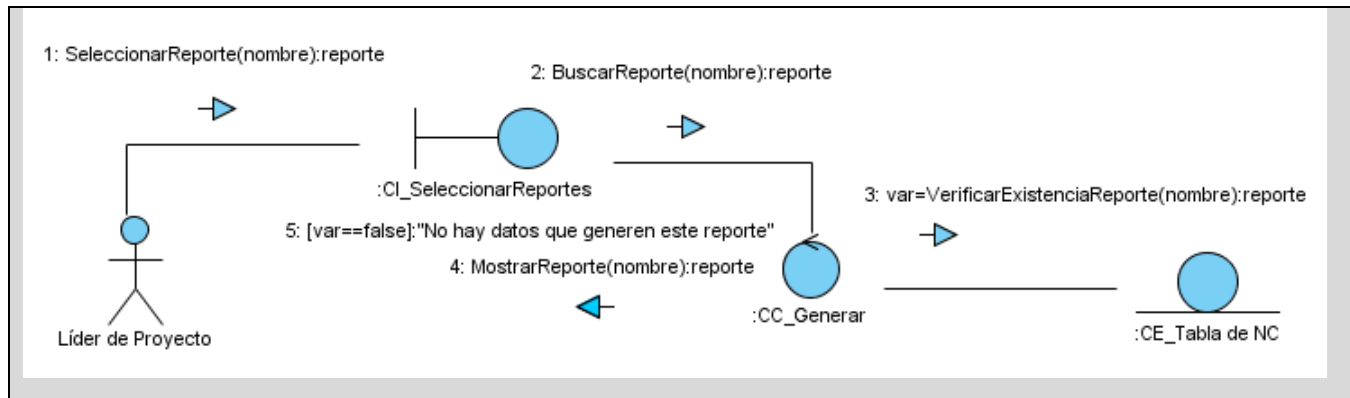 1: SeleccionarReporte(nombre):reporte
2: BuscarReporte(nombre):reporte
:CI_SeleccionarReportes
3: var=VerificarExistenciaReporte(nombre):reporte
5: [var==false]:"No hay datos que generen este reporte"
4: MostrarReporte(nombre):reporte
:CC_Generar
Líder de Proyecto
:CE_Tabla de NC